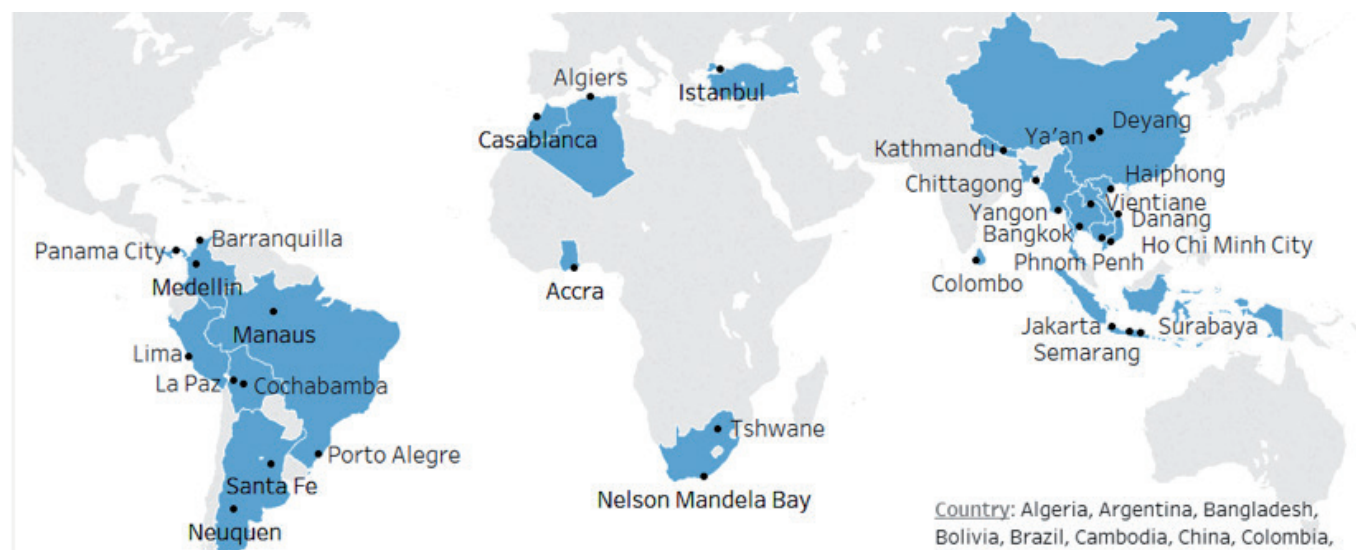 Algiers
Istanbul
Casablanca
Deyang
Ya'an
Kathmandu
Haiphong
Chittagong
Vientiane
Yangon
Danang
Bangkok
Ho Chi Minh City
Phnom Penh
Colombo
Barranquilla
Panama City
Medellin
Accra
Manaus
Jakarta
Surabaya
Semarang
Lima
La Paz
Cochabamba
Tshwane
Porto Alegre
Santa Fe
Nelson Mandela Bay
Neuquen
Country: Algeria, Argentina, Bangladesh,
Bolivia, Brazil, Cambodia, China, Colombia,